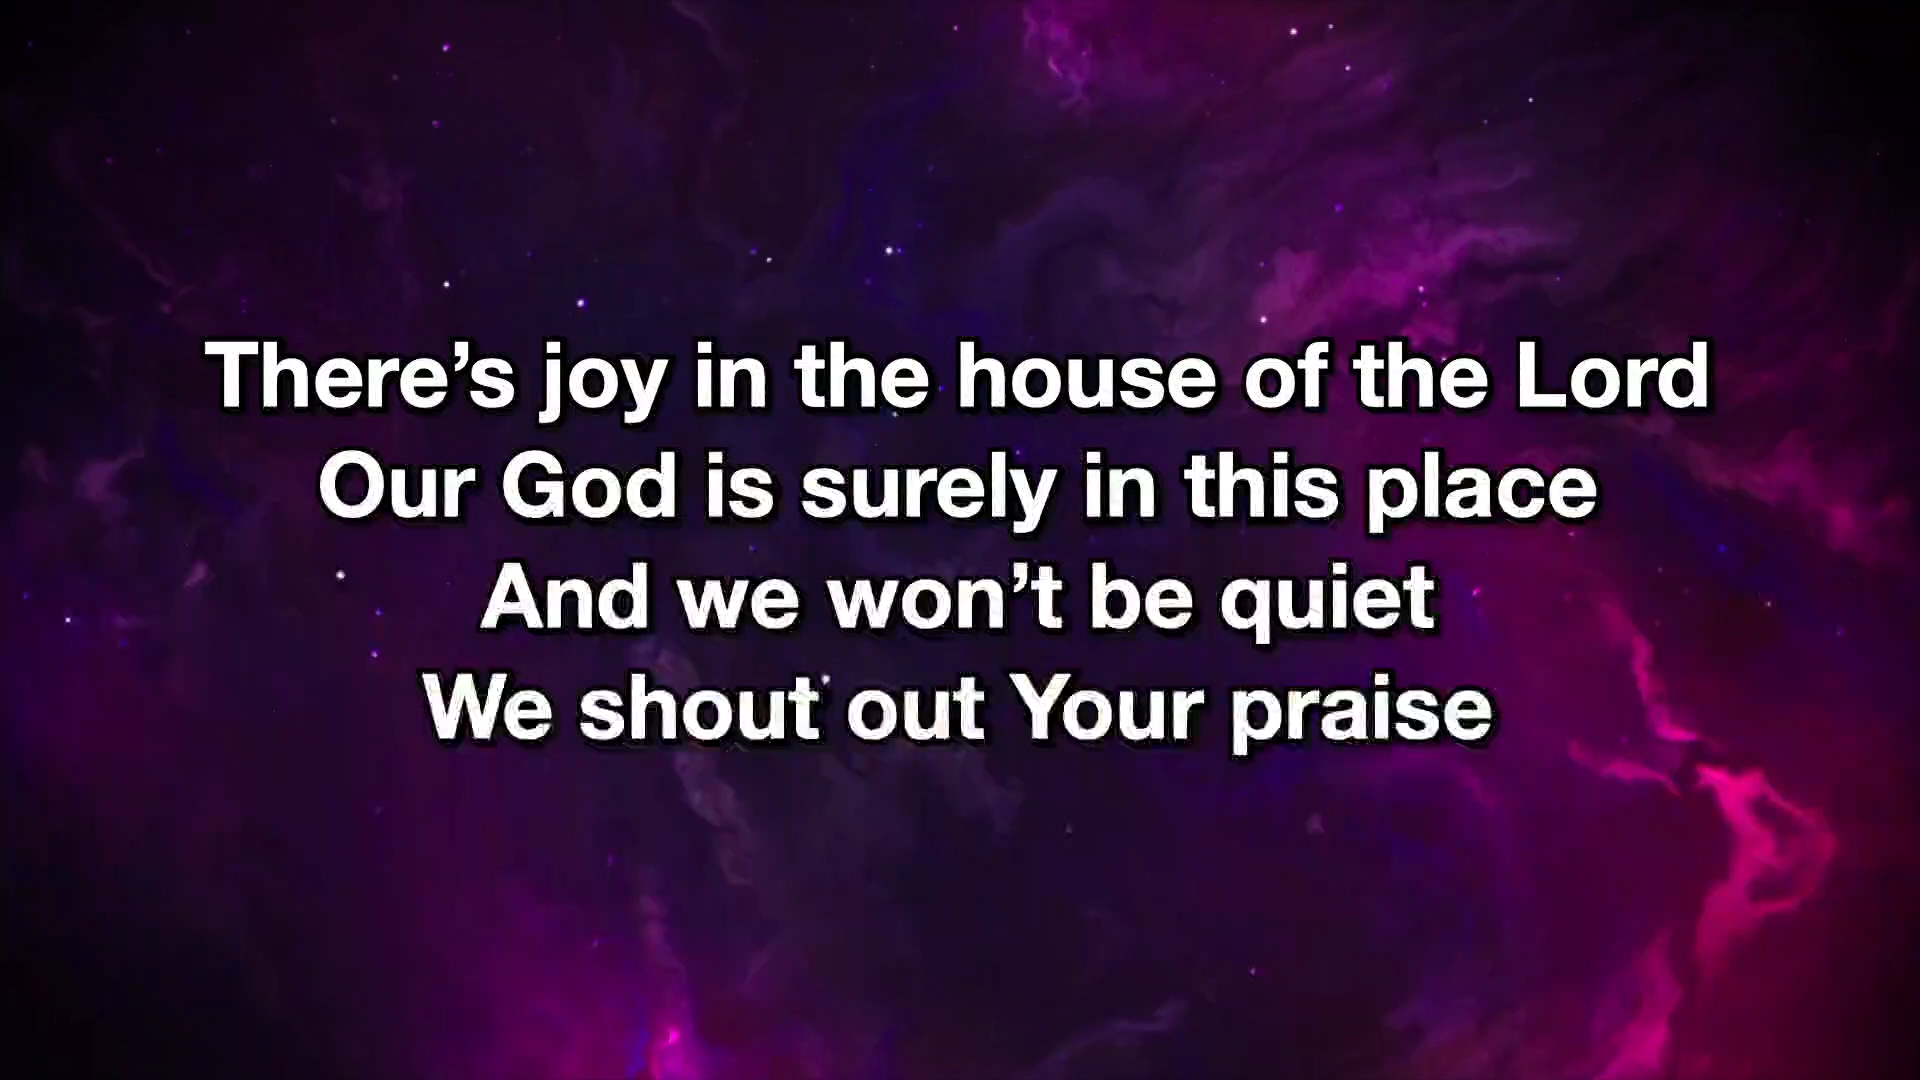 There’s joy in the house of the Lord
Our God is surely in this place
And we won’t be quiet
We shout out Your praise